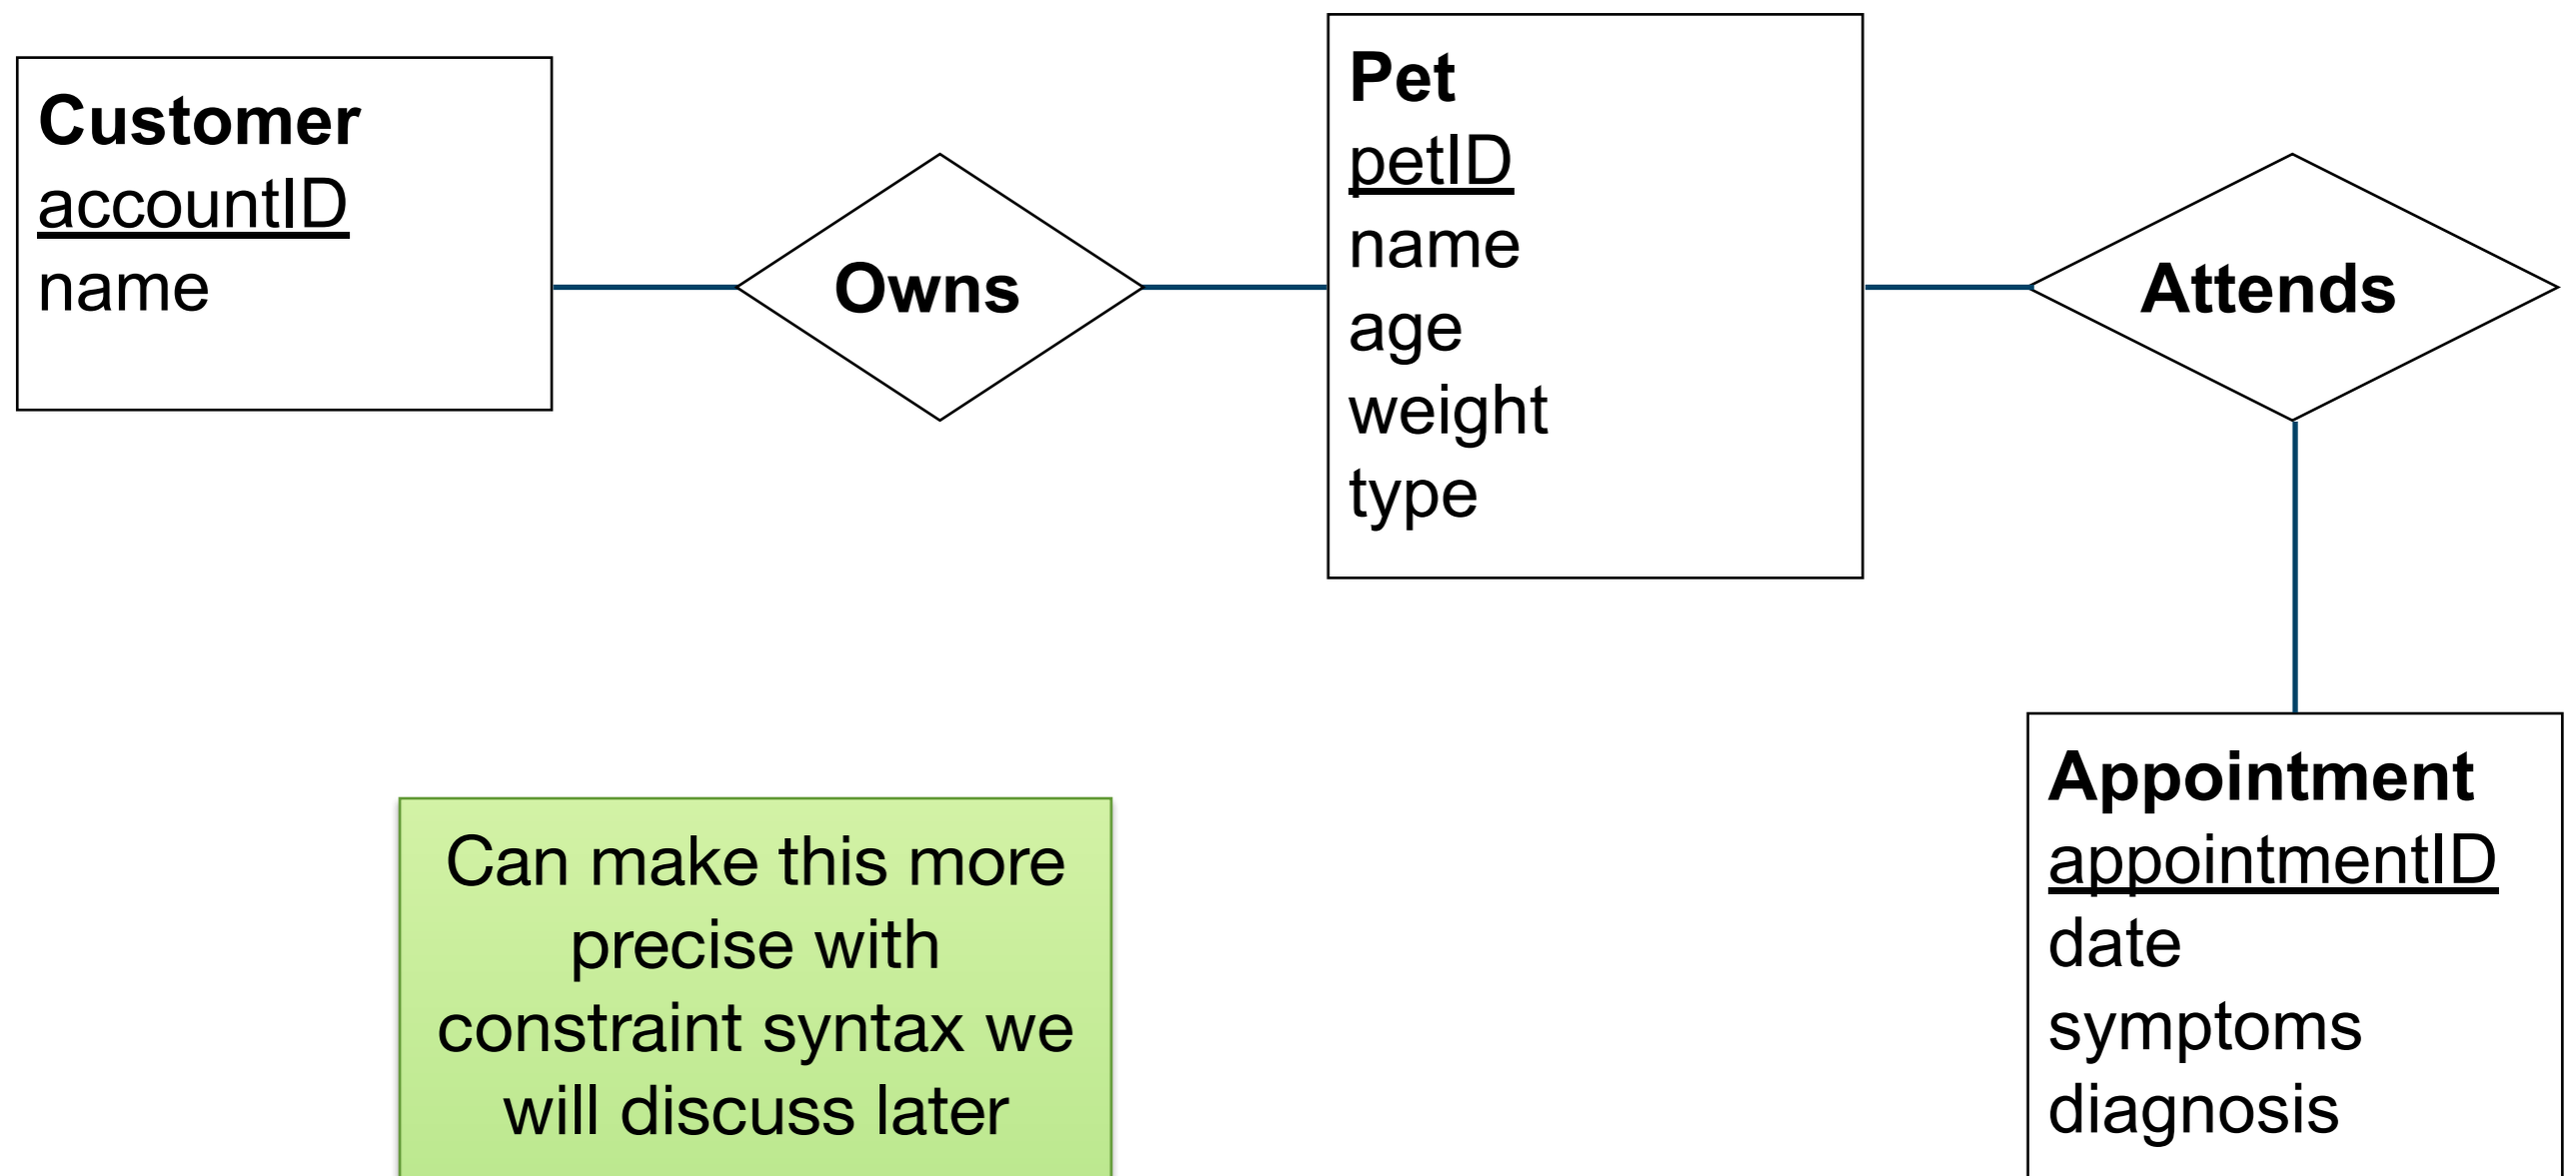 Customer
accountID
name
Owns
Pet
petID
name
age
weight
type
Attends
Appointment
appointmentID
date
symptoms
diagnosis
Can make this more
precise with
constraint syntax we
will discuss later